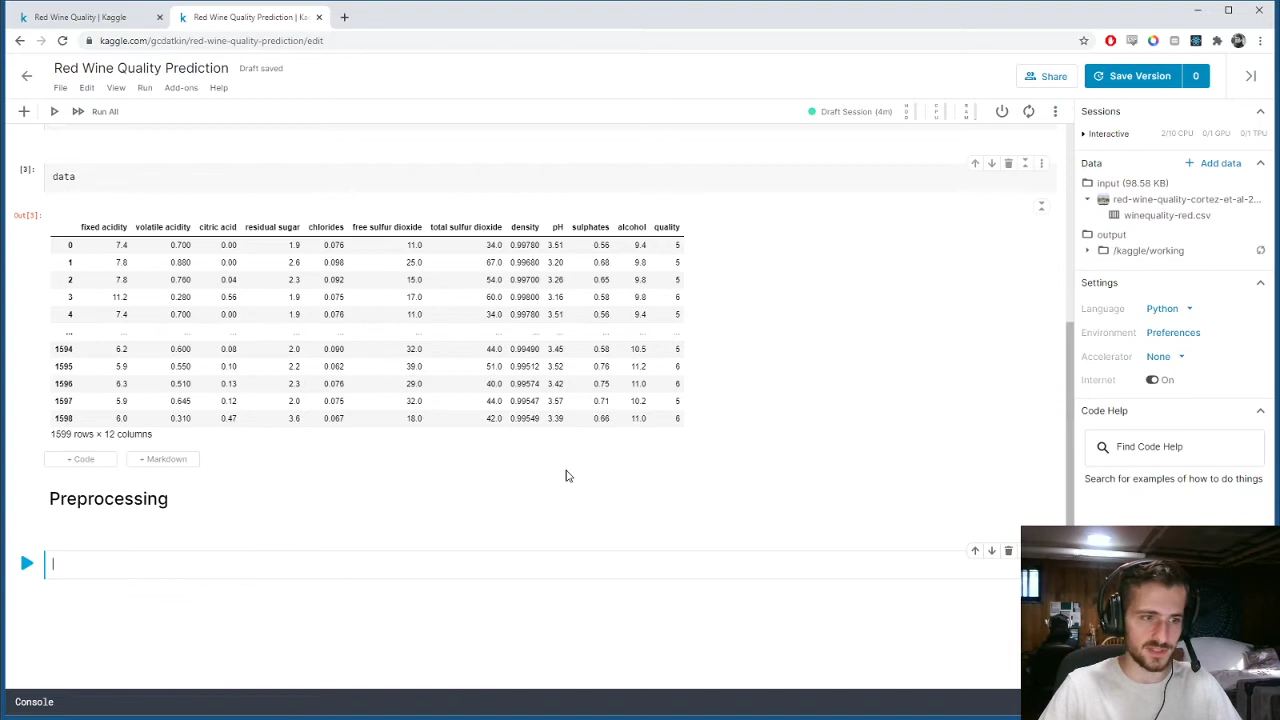 Red Wine Quality | Kaggle
Red Wine Quality Prediction | Ka
kaggle.com/gcdatkin/red-wine-quality-prediction/edit
Red Wine Quality Prediction Draft saved
File Edit View Run Add-ons Help
Share
Save Version 0
Run All
Draft Session (4m)
HDD CPU RAM
[3]:
data
Out[3]:
fixed acidity volatile acidity citric acid residual sugar chlorides free sulfur dioxide total sulfur dioxide density pH sulphates alcohol quality
0 7.4 0.700 0.00 1.9 0.076 11.0 34.0 0.99780 3.51 0.56 9.4 5
1 7.8 0.880 0.00 2.6 0.098 25.0 67.0 0.99680 3.20 0.68 9.8 5
2 7.8 0.760 0.04 2.3 0.092 15.0 54.0 0.99700 3.26 0.65 9.8 5
3 11.2 0.280 0.56 1.9 0.075 17.0 60.0 0.99800 3.16 0.58 9.8 6
4 7.4 0.700 0.00 1.9 0.076 11.0 34.0 0.99780 3.51 0.56 9.4 5
... ... ... ... ... ... ... ... ... ... ... ... ...
1594 6.2 0.600 0.08 2.0 0.090 32.0 44.0 0.99490 3.45 0.58 10.5 5
1595 5.9 0.550 0.10 2.2 0.062 39.0 51.0 0.99512 3.52 0.76 11.2 6
1596 6.3 0.510 0.13 2.3 0.076 29.0 40.0 0.99574 3.42 0.75 11.0 6
1597 5.9 0.645 0.12 2.0 0.075 32.0 44.0 0.99547 3.57 0.71 10.2 5
1598 6.0 0.310 0.47 3.6 0.067 18.0 42.0 0.99549 3.39 0.66 11.0 6
1599 rows × 12 columns
+ Code + Markdown
Preprocessing
Console
Sessions
Interactive 2/10 CPU 0/1 GPU 0/1 TPU
Data
+ Add data
input (98.58 KB)
red-wine-quality-cortez-et-al-2...
winequality-red.csv
output
/kaggle/working
Settings
Language Python
Environment Preferences
Accelerator None
Internet On
Code Help
Find Code Help
Search for examples of how to do things